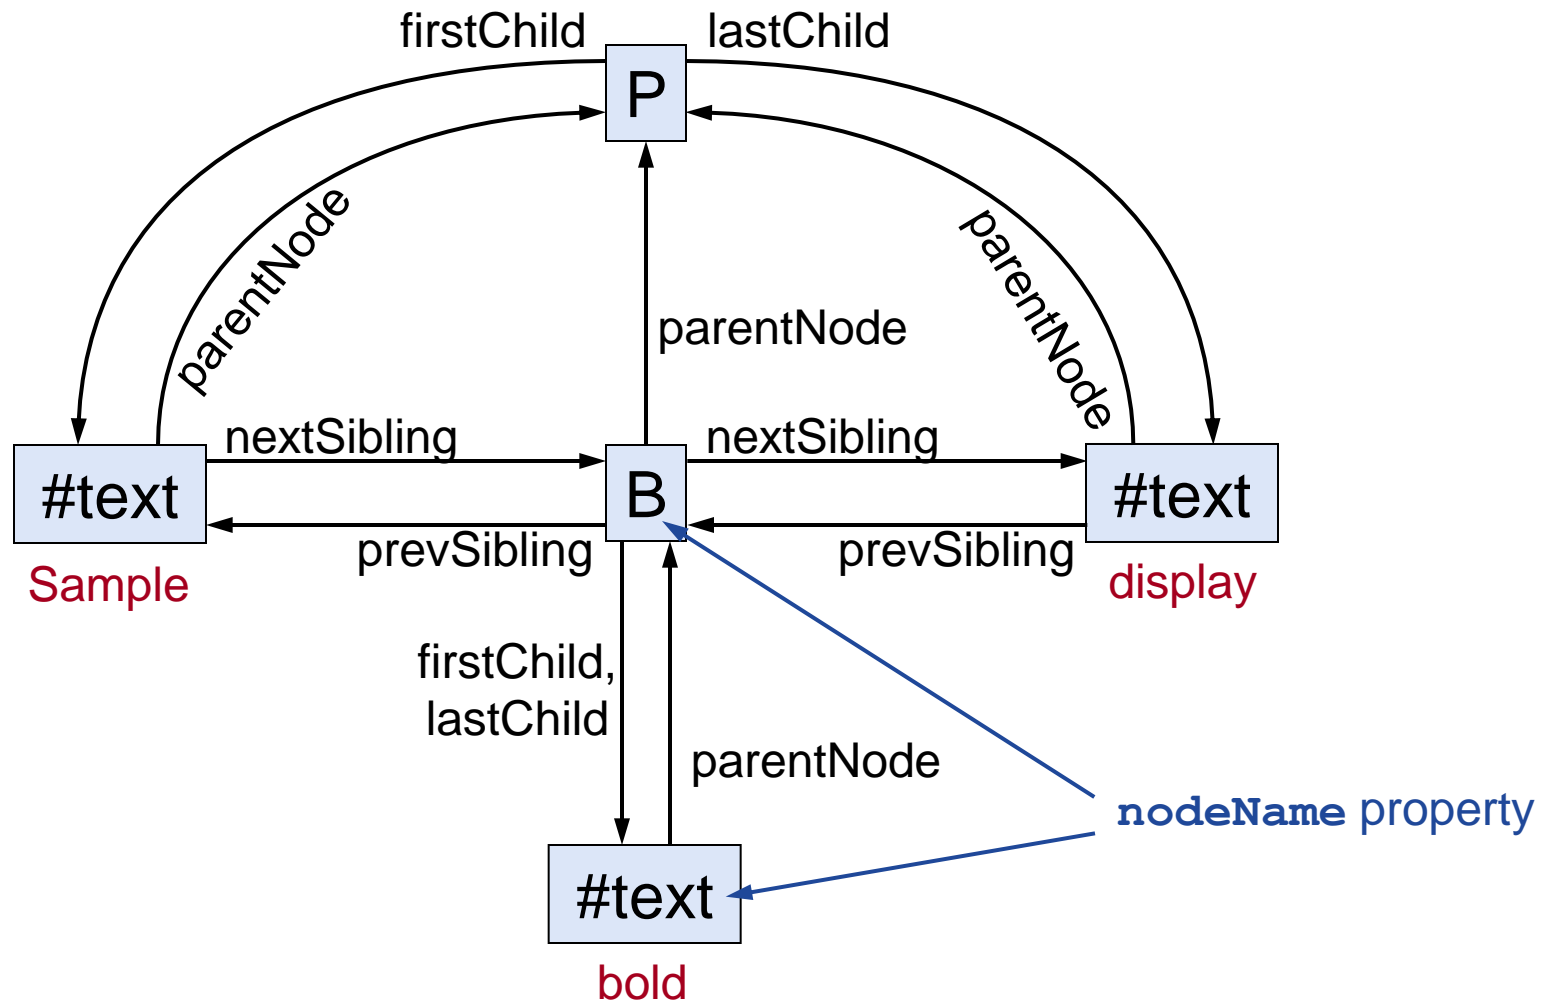 firstChild
lastChild
P
parentNode
parentNode
parentNode
nextSibling
nextSibling
#text
B
#text
prevSibling
prevSibling
Sample
display
firstChild,
lastChild
parentNode
nodeName property
#text
bold